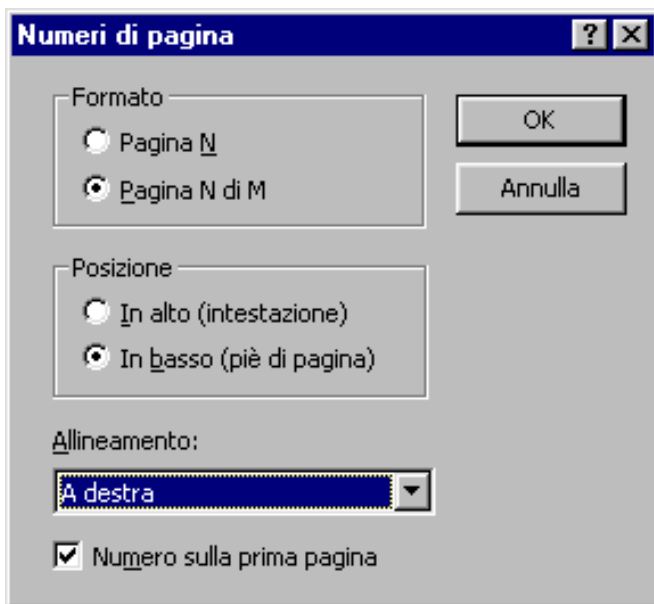 Numeri di pagina
Formato
Pagina N
Pagina N di M
OK
Annulla
Posizione
In alto (intestazione)
In basso (piè di pagina)
Allineamento:
A destra
Numero sulla prima pagina